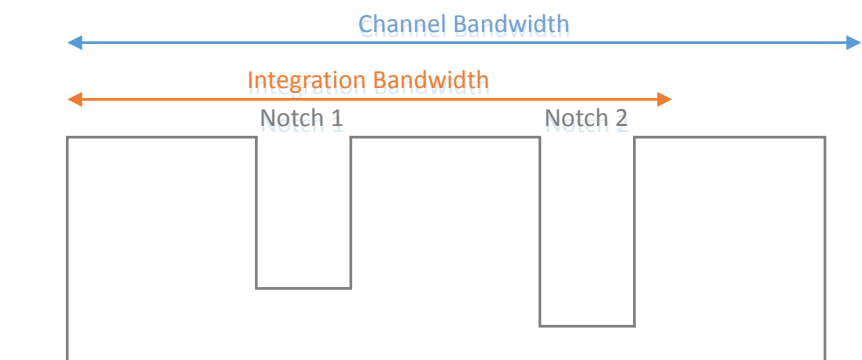 Channel Bandwidth
Integration Bandwidth
Notch 1
Notch 2